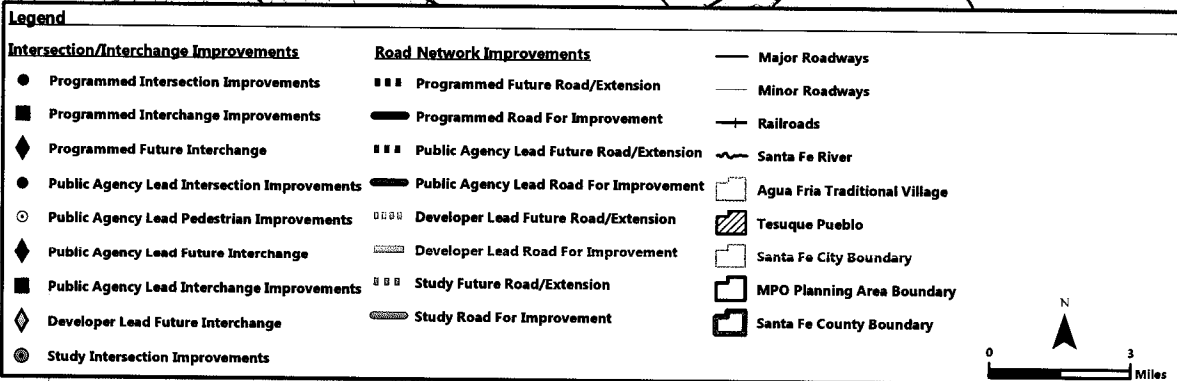 Legend
Intersection/Interchange Improvements
Programmed Intersection Improvements
Programmed Interchange Improvements
Programmed Future Interchange
Public Agency Lead Intersection Improvements
Public Agency Lead Pedestrian Improvements
Public Agency Lead Future Interchange
Public Agency Lead Interchange Improvements
Developer Lead Future Interchange
Study Intersection Improvements
Road Network Improvements
Programmed Future Road/Extension
Programmed Road For Improvement
Public Agency Lead Future Road/Extension
Public Agency Lead Road For Improvement
Developer Lead Future Road/Extension
Developer Lead Road For Improvement
Study Future Road/Extension
Study Road For Improvement
Major Roadways
Minor Roadways
Railroads
Santa Fe River
Agua Fria Traditional Village
Tesuque Pueblo
Santa Fe City Boundary
MPO Planning Area Boundary
Santa Fe County Boundary
N
0 3
Miles